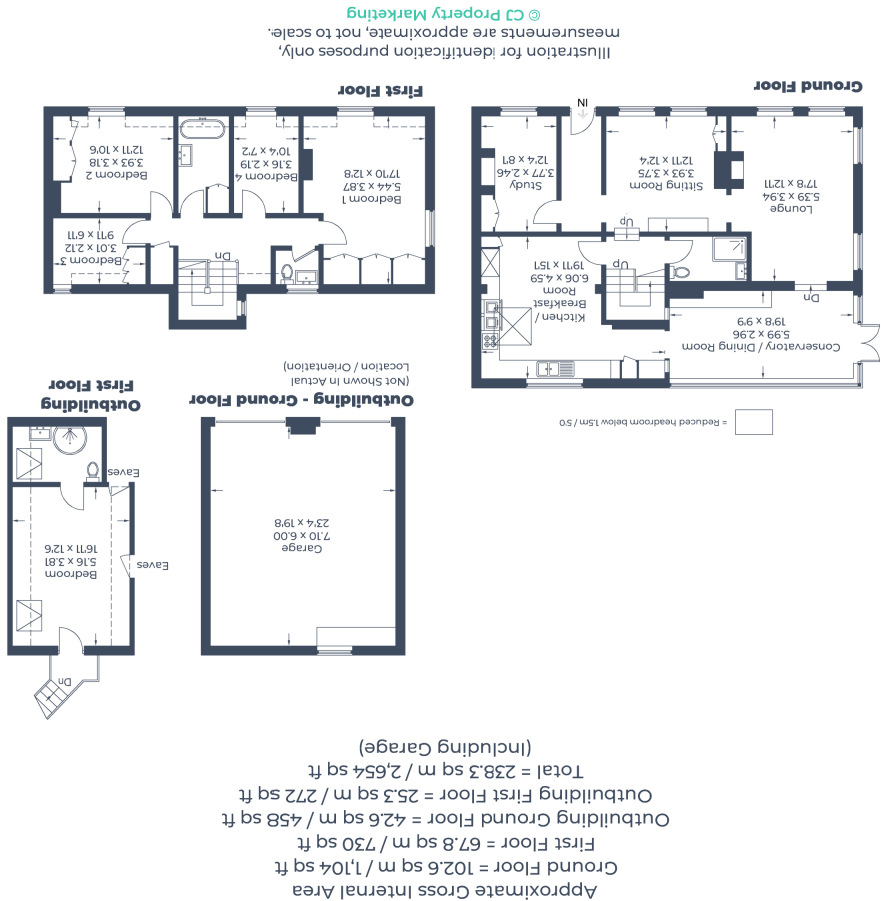 Approximate Gross Internal Area
Ground Floor = 102.6 sq m / 1,104 sq ft
First Floor = 67.8 sq m / 730 sq ft
Outbuilding Ground Floor = 42.6 sq m / 458 sq ft
Outbuilding First Floor = 25.3 sq m / 272 sq ft
Total = 238.3 sq m / 2,654 sq ft
(Including Garage)
Dn
Bedroom
5.16 x 3.81
16'11 x 12'6
Eaves
Eaves
Outbuilding
First Floor
Garage
7.10 x 6.00
23'4 x 19'8
Outbuilding - Ground Floor
(Not Shown In Actual
Location / Orientation)
= Reduced headroom below 1.5m / 5'0
Conservatory / Dining Room
5.99 x 2.96
19'8 x 9'9
Dn
Kitchen /
Breakfast
Room
6.06 x 4.59
19'11 x 15'1
Up
Up
Lounge
5.39 x 3.94
17'8 x 12'11
Sitting Room
3.93 x 3.75
12'11 x 12'4
Study
3.77 x 2.46
12'4 x 8'1
IN
Ground Floor
Dn
Bedroom 1
5.44 x 3.87
17'10 x 12'8
Bedroom 4
3.16 x 2.19
10'4 x 7'2
Bedroom 3
3.01 x 2.12
9'11 x 6'11
Bedroom 2
3.93 x 3.18
12'11 x 10'6
First Floor
Illustration for identification purposes only,
measurements are approximate, not to scale.
© CJ Property Marketing